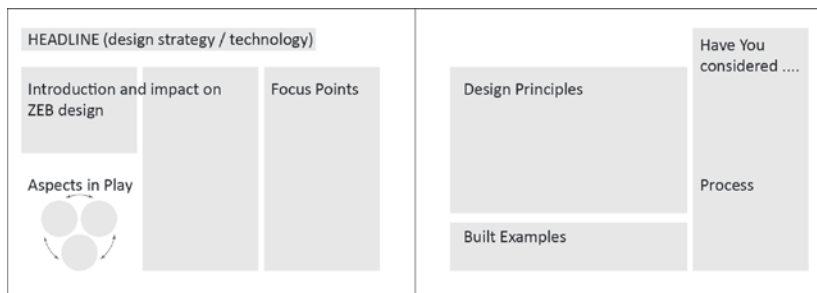 HEADLINE (design strategy / technology)
Introduction and impact on
ZEB design
Focus Points
Aspects in Play
Design Principles
Built Examples
Have You
considered ....
Process